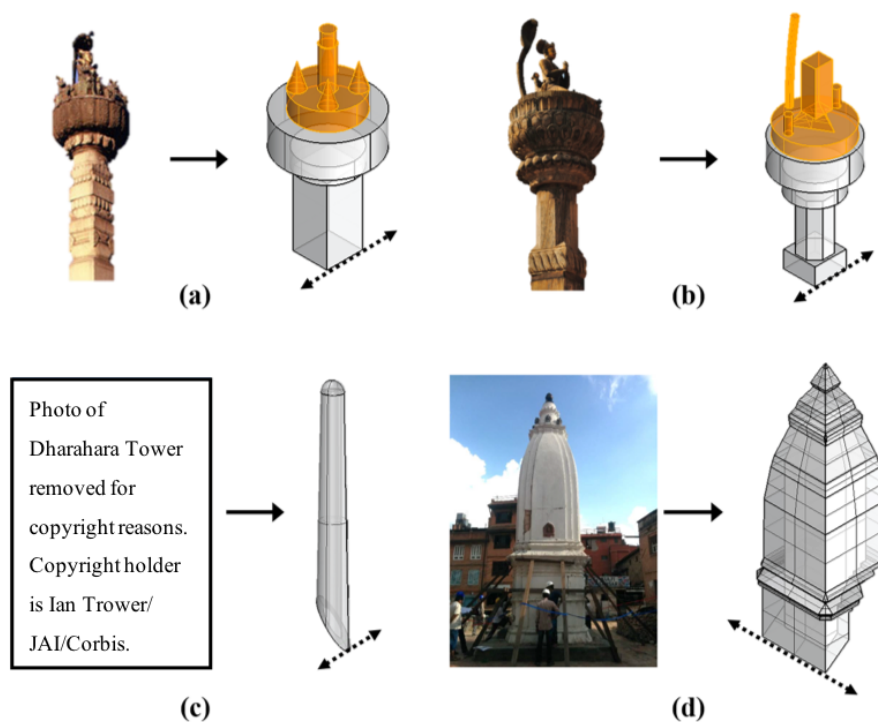 (a)
(b)
Photo of
Dharahara Tower
removed for
copyright reasons.
Copyright holder
is Ian Trower/
JAI/Corbis.
(c)
(d)